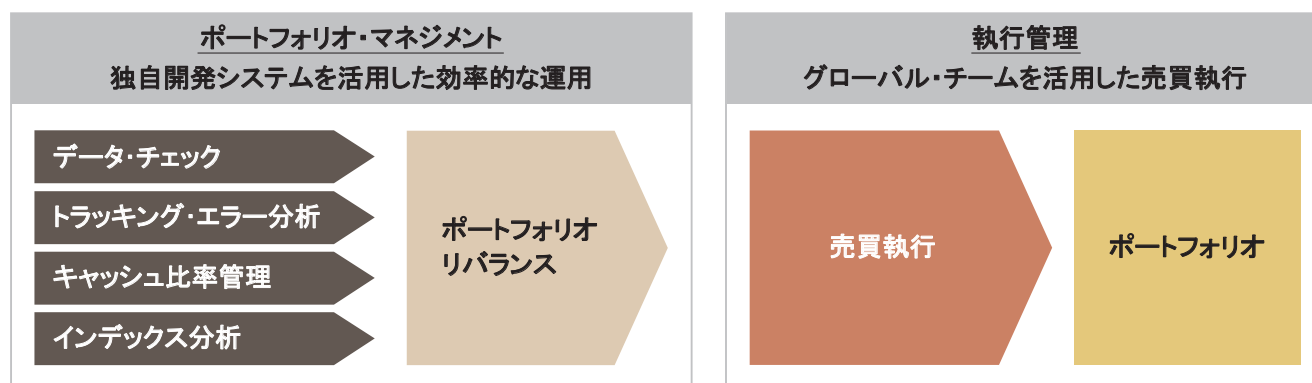 ポートフォリオ・マネジメント
独自開発システムを活用した効率的な運用
データ・チェック
トラッキング・エラー分析
キャッシュ比率管理
インデックス分析
ポートフォリオ
リバランス
執行管理
グローバル・チームを活用した売買執行
売買執行
ポートフォリオ